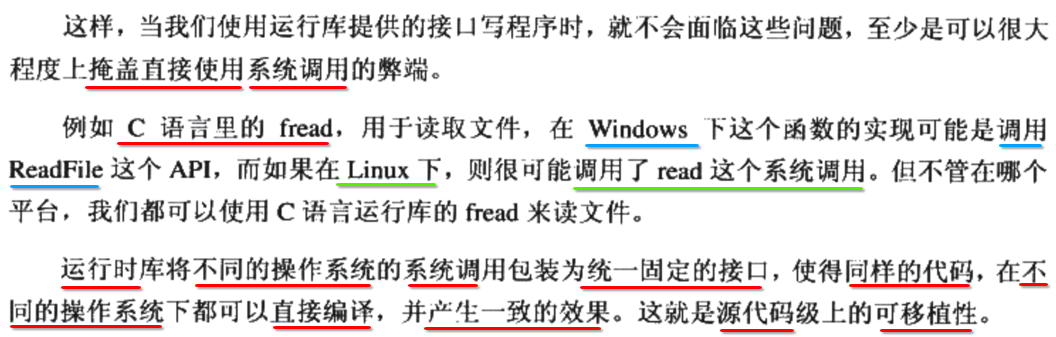 这样，当我们使用运行库提供的接口写程序时，就不会面临这些问题，至少是可以很大
程度上掩盖直接使用系统调用的弊端。
例如 C 语言里的 fread，用于读取文件，在 Windows 下这个函数的实现可能是调用
ReadFile 这个 API，而如果在 Linux 下，则很可能调用了 read 这个系统调用。但不管在哪个
平台，我们都可以使用 C 语言运行库的 fread 来读文件。
运行时库将不同的操作系统的系统调用包装为统一固定的接口，使得同样的代码，在不
同的操作系统下都可以直接编译，并产生一致的效果。这就是源代码级上的可移植性。